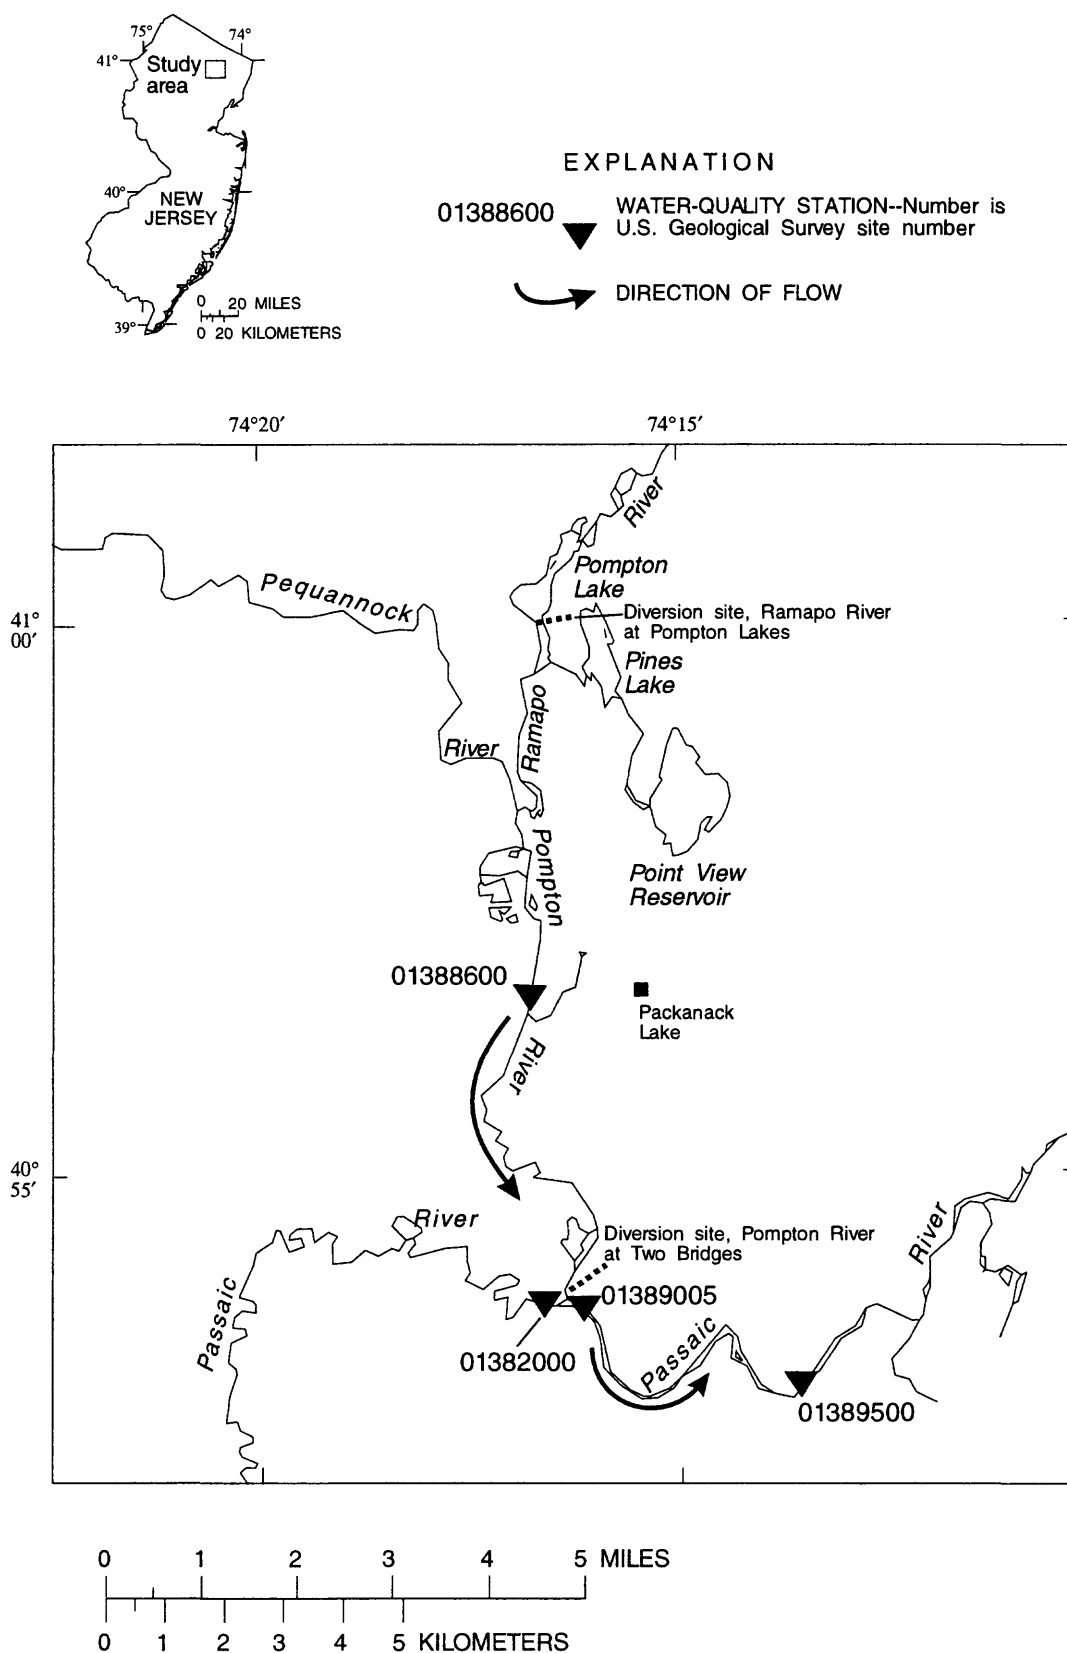 75°
74°
41°
Study
area
40°
NEW
JERSEY
39°
0 20 MILES
0 20 KILOMETERS
EXPLANATION
01388600
WATER-QUALITY STATION--Number is
U.S. Geological Survey site number
DIRECTION OF FLOW
74°20′
74°15′
River
Pompton
Lake
Pequannock
41°
00′
Diversion site, Ramapo River
at Pompton Lakes
Pines
Lake
Ramapo
River
Pompton
Point View
Reservoir
01388600
Packanack
Lake
River
40°
55′
River
River
Diversion site, Pompton River
at Two Bridges
Passaic
01389005
01382000
Passaic
01389500
0 1 2 3 4 5 MILES
0 1 2 3 4 5 KILOMETERS